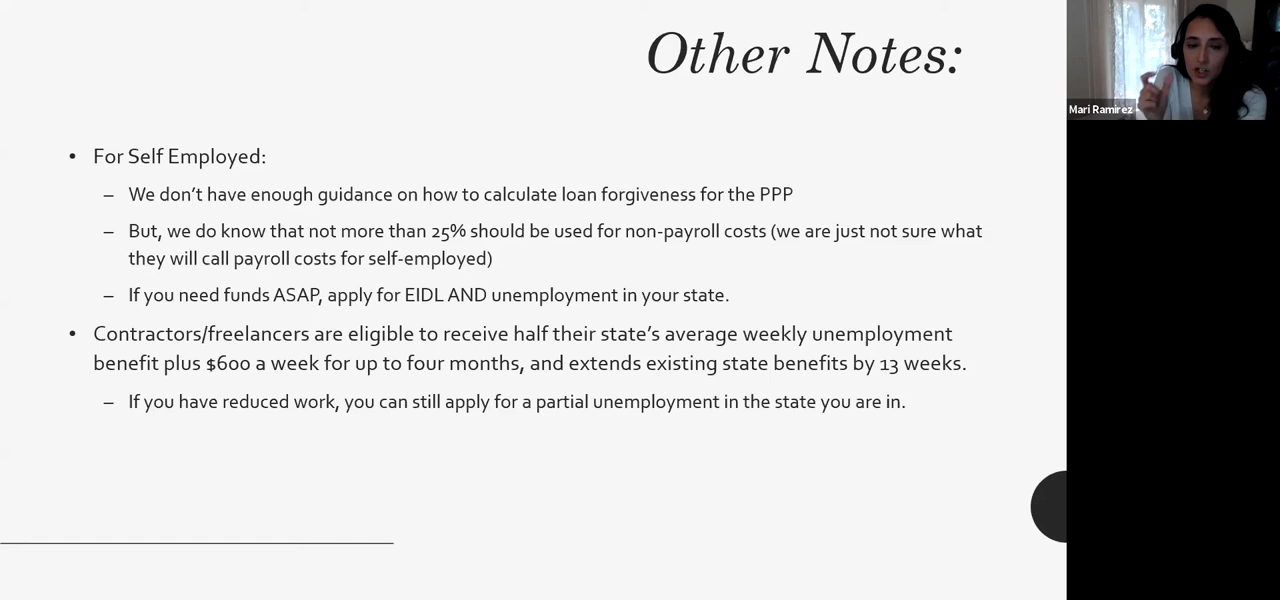 Other Notes:
Mari Ramirez
• For Self Employed:
– We don’t have enough guidance on how to calculate loan forgiveness for the PPP
– But, we do know that not more than 25% should be used for non-payroll costs (we are just not sure what
they will call payroll costs for self-employed)
– If you need funds ASAP, apply for EIDL AND unemployment in your state.
• Contractors/freelancers are eligible to receive half their state’s average weekly unemployment
benefit plus $600 a week for up to four months, and extends existing state benefits by 13 weeks.
– If you have reduced work, you can still apply for a partial unemployment in the state you are in.